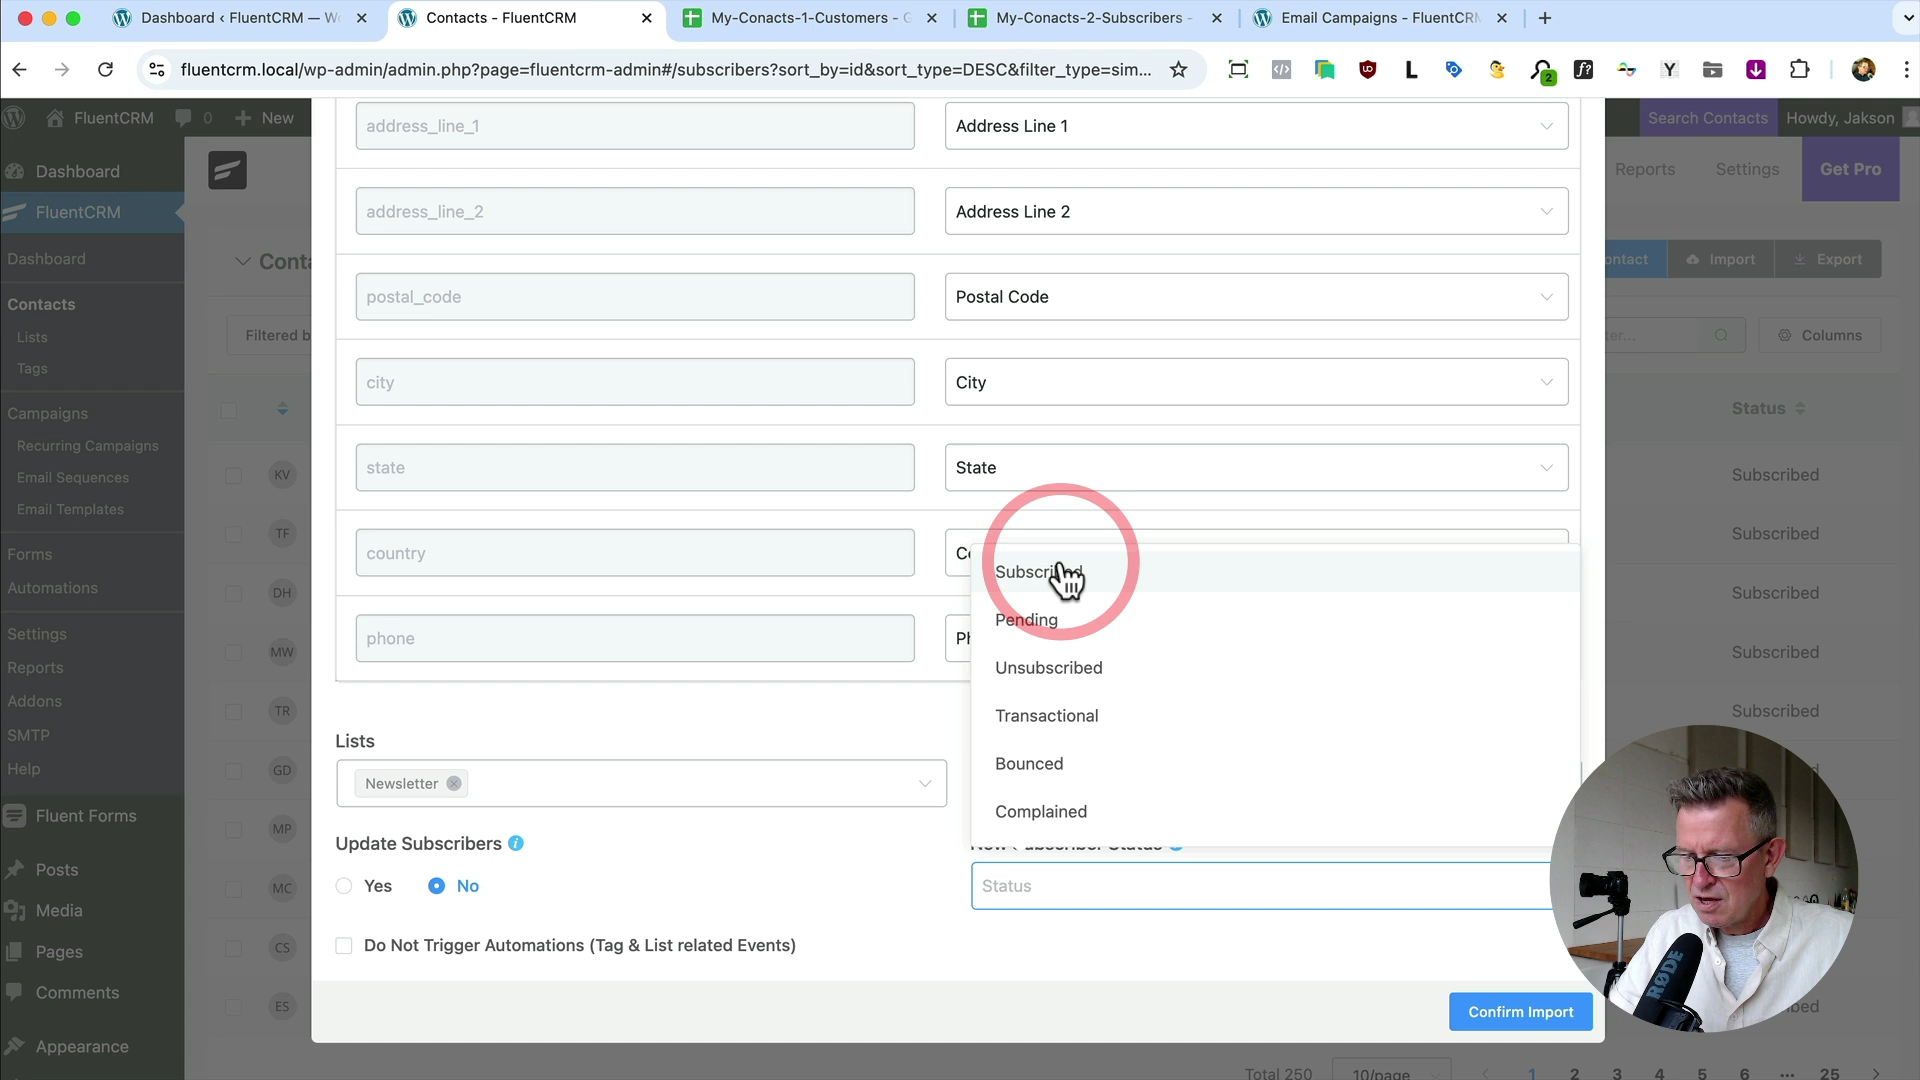 Dashboard ‹ FluentCRM — W
Contacts - FluentCRM
My-Conacts-1-Customers -
My-Conacts-2-Subscribers -
Email Campaigns - FluentCRM
fluentcrm.local/wp-admin/admin.php?page=fluentcrm-admin#/subscribers?sort_by=id&sort_type=DESC&filter_type=sim...
2
FluentCRM
0
New
Search Contacts
Howdy, Jakson
Dashboard
FluentCRM
Dashboard
Contacts
Lists
Tags
Campaigns
Recurring Campaigns
Email Sequences
Email Templates
Forms
Automations
Settings
Reports
Addons
SMTP
Help
Fluent Forms
Posts
Media
Pages
Comments
Appearance
Reports
Settings
Get Pro
Conta
ontact
Import
Export
Filtered b
ter...
Columns
Status
KV
Subscribed
TF
Subscribed
DH
Subscribed
MW
Subscribed
TR
Subscribed
GD
MP
MC
CS
ES
bed
address_line_1
Address Line 1
address_line_2
Address Line 2
postal_code
Postal Code
city
City
state
State
country
Co
phone
Ph
Subscribed
Pending
Unsubscribed
Transactional
Bounced
Complained
Lists
Newsletter
Update Subscribers
Yes
No
Status
Do Not Trigger Automations (Tag & List related Events)
Confirm Import
RØDE
Total 250
10/page
1
2
3
4
5
6
...
25